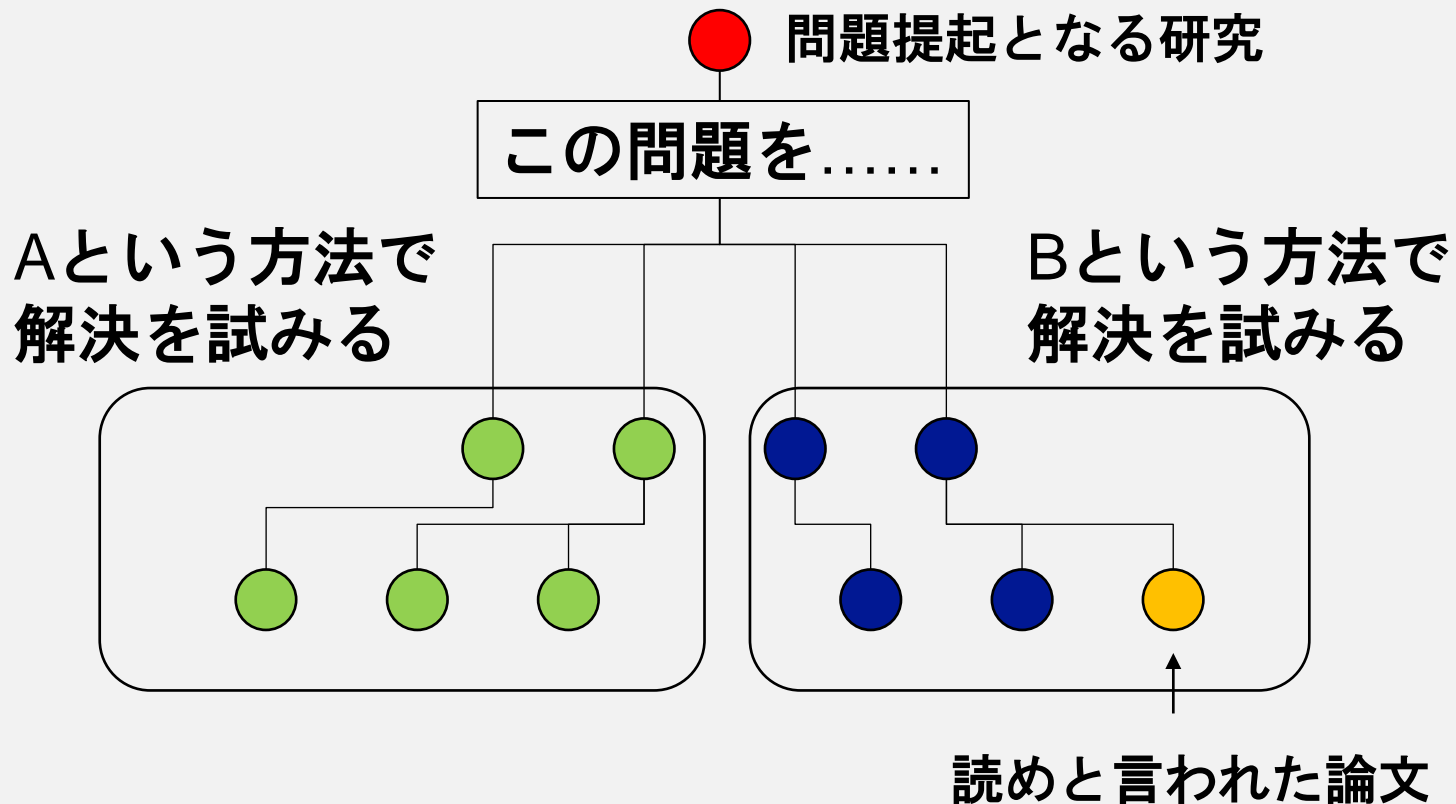 問題提起となる研究
この問題を……
Aという方法で
解決を試みる
Bという方法で
解決を試みる
読めと言われた論文